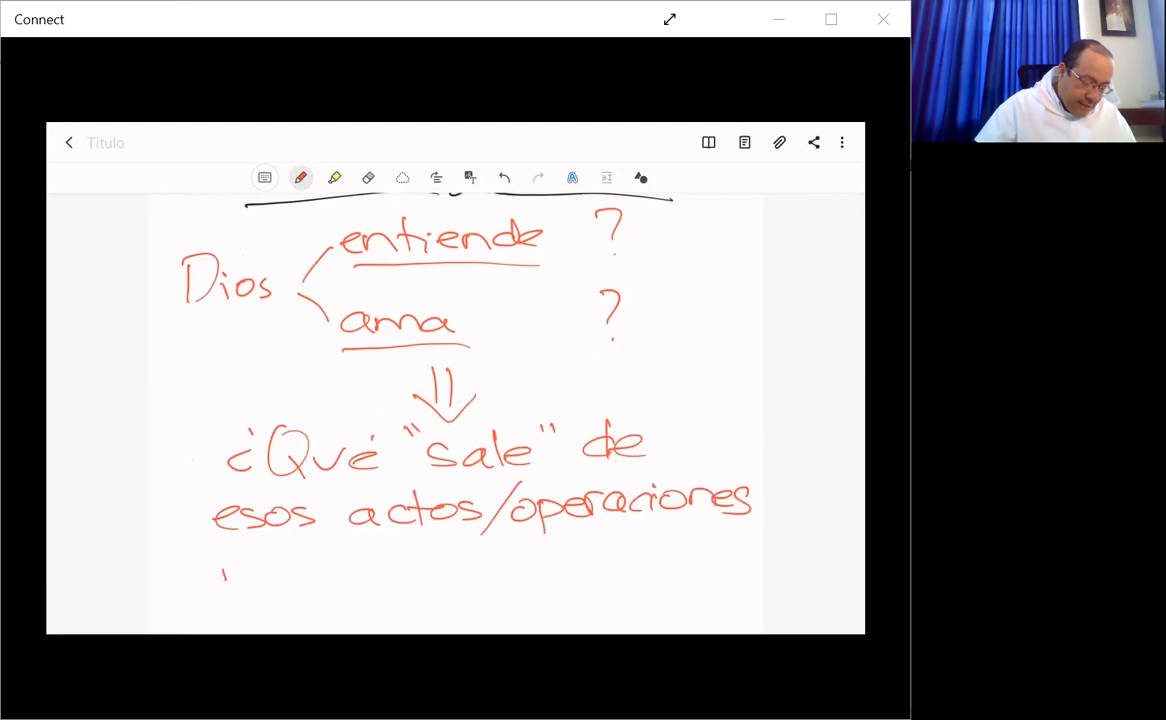 Connect
Título
entiende ?
Dios
ama ?
¿Qué "sale" de
esos actos/operaciones